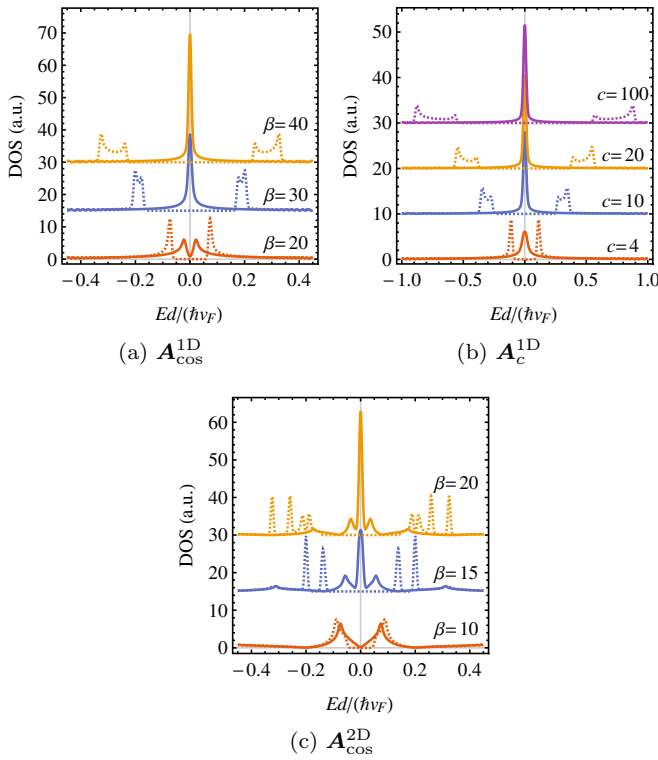 DOS (a.u.)
70
60
50
40
30
20
10
0
β=40
β=30
β=20
−0.4 −0.2 0.0 0.2 0.4
Ed/(ħv_F)
(a) A^1D_cos
DOS (a.u.)
50
40
30
20
10
0
c=100
c=20
c=10
c=4
−1.0 −0.5 0.0 0.5 1.0
Ed/(ħv_F)
(b) A^1D_c
DOS (a.u.)
60
50
40
30
20
10
0
β=20
β=15
β=10
−0.4 −0.2 0.0 0.2 0.4
Ed/(ħv_F)
(c) A^2D_cos